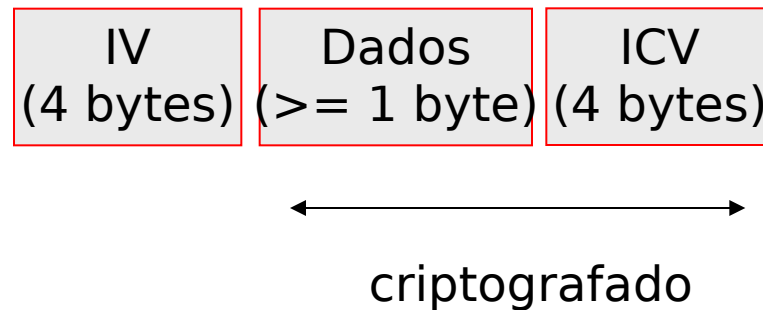 IV
(4 bytes)
Dados
(>= 1 byte)
ICV
(4 bytes)
criptografado